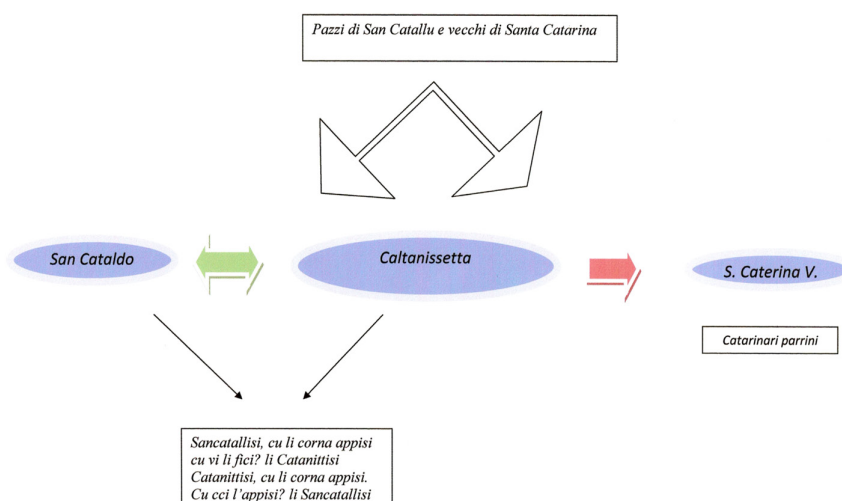 Pazzi di San Catallu e vecchi di Santa Catarina
San Cataldo
Caltanissetta
S. Caterina V.
Catarinari parrini
Sancatallisi, cu li corna appisi
cu vi li fici? li Catanittisi
Catanittisi, cu li corna appisi.
Cu cci l'appisi? li Sancatallisi